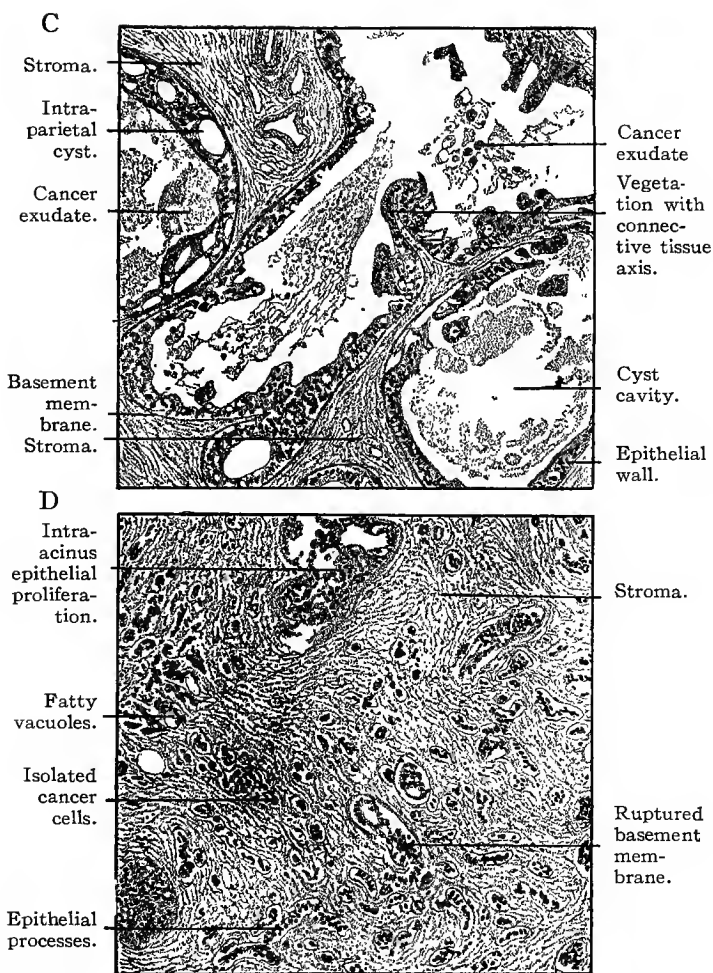 C
Stroma.
Intra-
parietal
cyst.
Cancer
exudate.
Basement
mem-
brane.
Stroma.
Cancer
exudate
Vegeta-
tion with
connec-
tive tissue
axis.
Cyst
cavity.
Epithelial
wall.
D
Intra-
acinus
epithelial
prolifera-
tion.
Fatty
vacuoles.
Isolated
cancer
cells.
Epithelial
processes.
Stroma.
Ruptured
basement
mem-
brane.